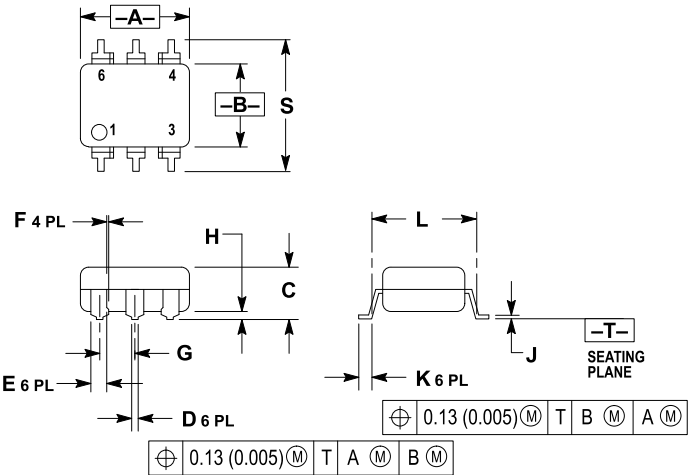 –A–
6 4
–B– S
1 3
F 4 PL
H
L
C
G
J
–T–
SEATING
PLANE
E 6 PL
K 6 PL
D 6 PL
⌖ 0.13 (0.005) Ⓜ T B Ⓜ A Ⓜ
⌖ 0.13 (0.005) Ⓜ T A Ⓜ B Ⓜ